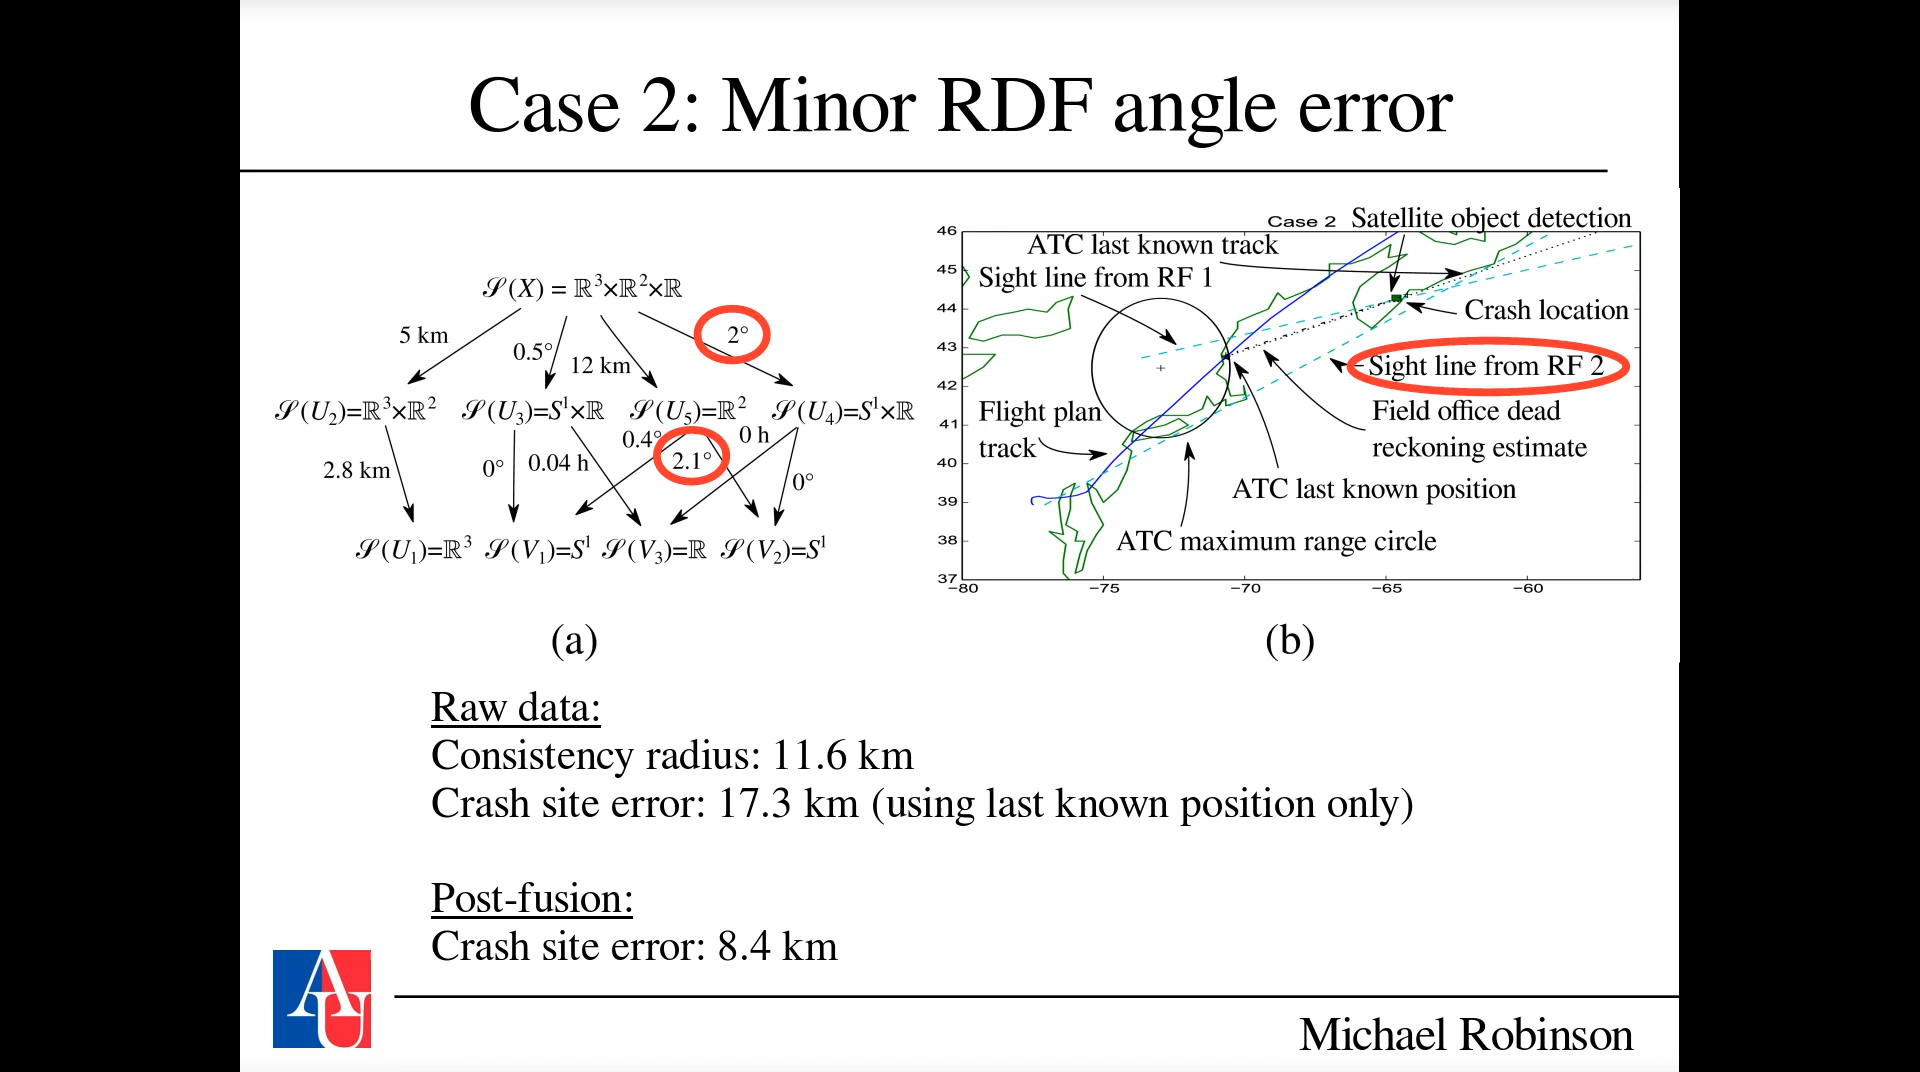 Case 2: Minor RDF angle error
𝒮(X) = ℝ³×ℝ²×ℝ
5 km
0.5°
12 km
2°
𝒮(U₂)=ℝ³×ℝ²
𝒮(U₃)=S¹×ℝ
𝒮(U₅)=ℝ²
𝒮(U₄)=S¹×ℝ
2.8 km
0°
0.04 h
0.4°
2.1°
0 h
0°
𝒮(U₁)=ℝ³
𝒮(V₁)=S¹
𝒮(V₃)=ℝ
𝒮(V₂)=S¹
(a)
Case 2
Satellite object detection
ATC last known track
Sight line from RF 1
Crash location
Sight line from RF 2
Flight plan
track
Field office dead
reckoning estimate
ATC last known position
ATC maximum range circle
46
45
44
43
42
41
40
39
38
37
−80
−75
−70
−65
−60
(b)
Raw data:
Consistency radius: 11.6 km
Crash site error: 17.3 km (using last known position only)
Post-fusion:
Crash site error: 8.4 km
AU
Michael Robinson